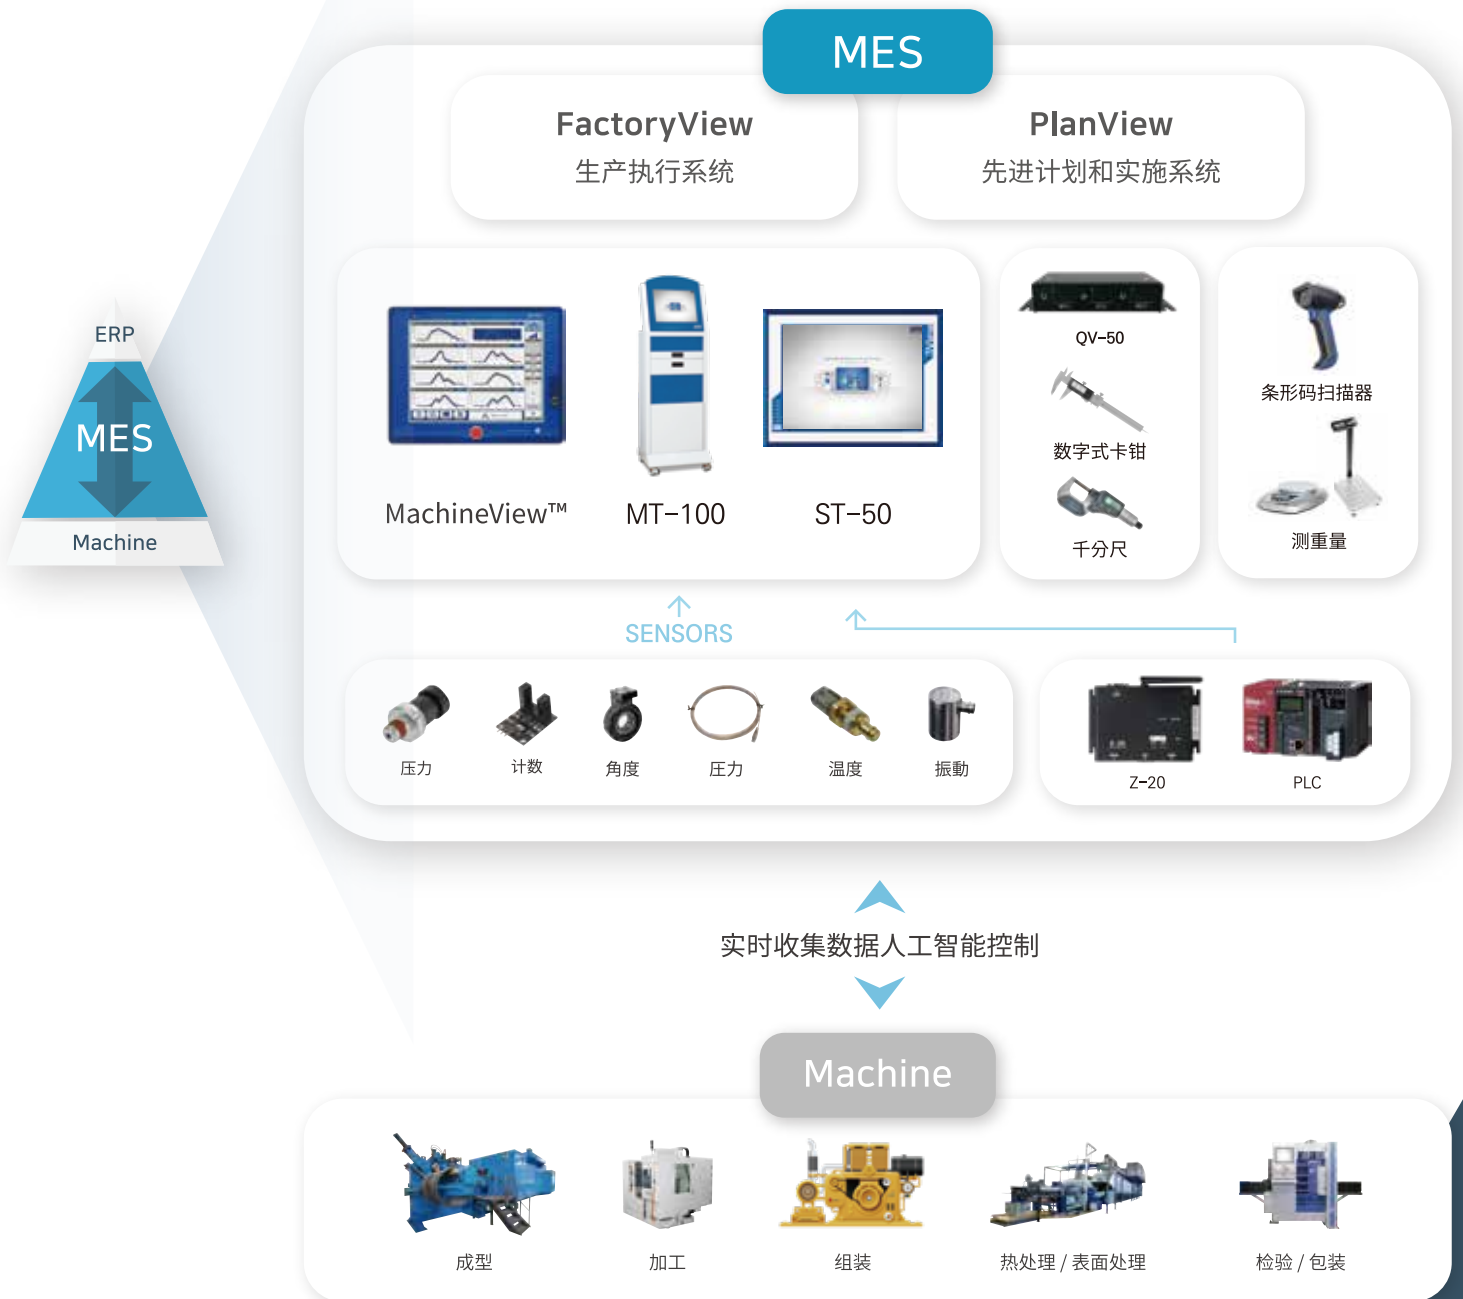 MES
FactoryView
生产执行系统
PlanView
先进计划和实施系统
ERP
MES
Machine
MachineView™
MT-100
ST-50
QV-50
数字式卡钳
千分尺
条形码扫描器
测重量
SENSORS
压力
计数
角度
圧力
温度
振動
Z-20
PLC
实时收集数据人工智能控制
Machine
成型
加工
组装
热处理 / 表面处理
检验 / 包装